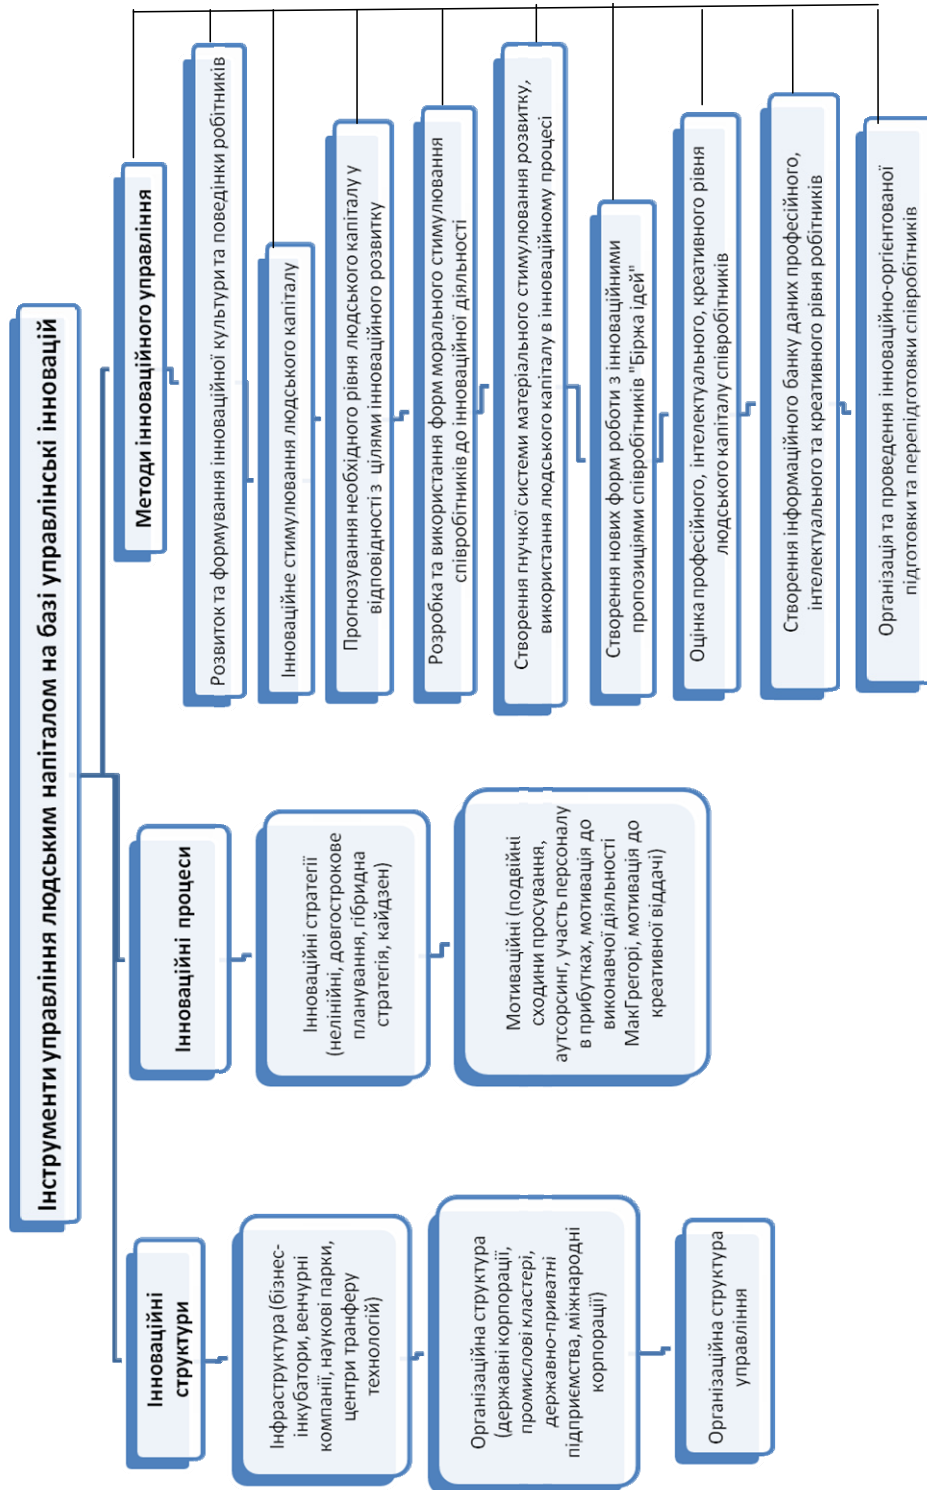 Інструменти управління людським напіталом на базі управлінські інновацій
Інноваційні
структури
Інфраструктура (бізнес-
інкубатори, венчурні
компанії, наукові парки,
центри транферу
технологій)
Організаційна структура
(державні корпорації,
промислові кластері,
державно-приватні
підприємства, міжнародні
корпорації)
Організаційна структура
управління
Інноваційні процеси
Інноваційні стратегії
(нелінійні, довгострокове
планування, гібридна
стратегія, кайдзен)
Мотиваційні (подвійні
сходини просування,
аутсорсинг, участь персоналу
в прибутках, мотивація до
виконавчої діяльності
МакГрегорі, мотивація до
креативної віддачі)
Методи інноваційного управління
Розвиток та формування інноваційної культури та поведінки робітників
Інноваційне стимулювання людського капіталу
Прогнозування необхідного рівня людського капіталу у
відповідності з цілями інноваційного розвитку
Розробка та використання форм морального стимулювання
співробітників до інноваційної діяльності
Створення гнучкої системи матеріального стимулювання розвитку,
використання людського капіталу в інноваційному процесі
Створення нових форм роботи з інноваційними
пропозиціями співробітників "Біржа ідей"
Оцінка професійного, інтелектуального, креативного рівня
людського капіталу співробітників
Створення інформаційного банку даних професійного,
інтелектуального та креативного рівня робітників
Організація та проведення інноваційно-орієнтованої
підготовки та перепідготовки співробітників